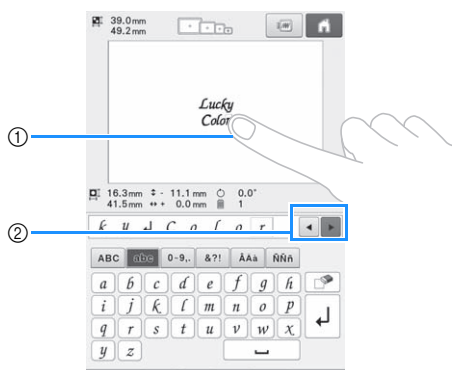 39.0mm
49.2mm
Lucky
Color
①
16.3mm ↕ - 11.1mm 0.0°
41.5mm ↔ + 0.0mm 1
②
k y ↲ C o l o r ◄ ►
ABC abc 0-9,. &?! ÀAà ÑÑñ
a b c d e f g h
i j k l m n o p ↲
q r s t u v w x
y z ␣